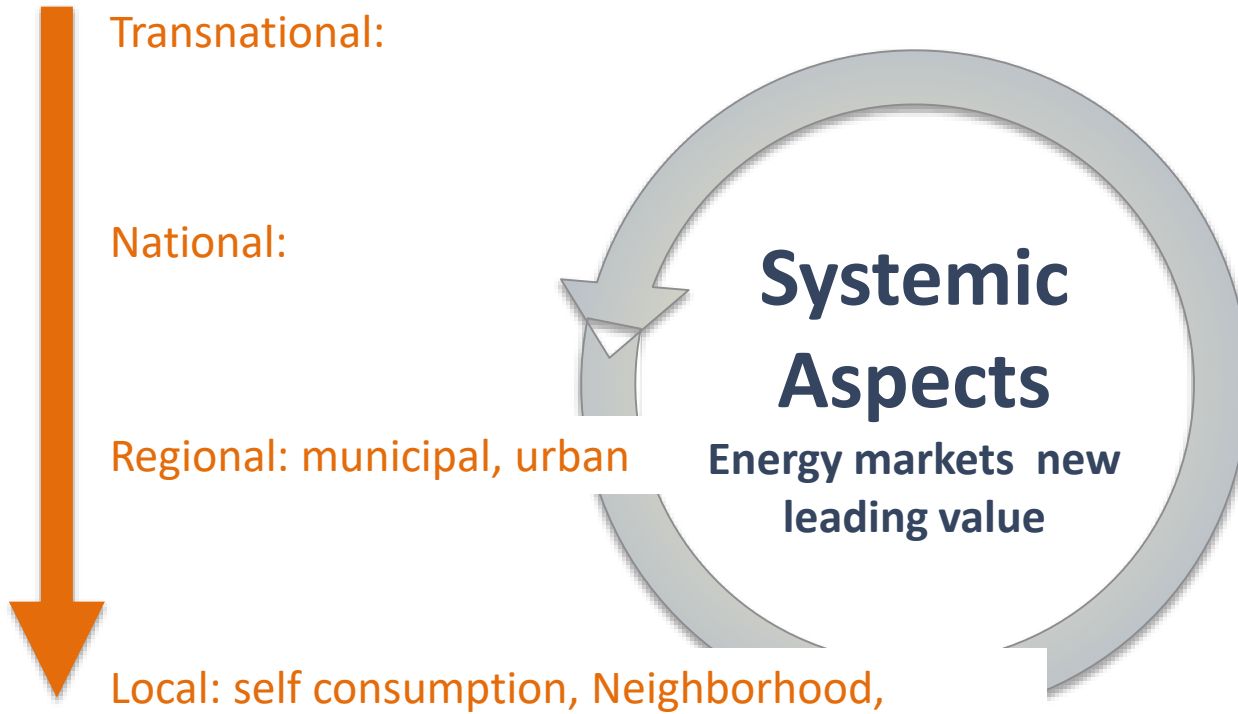 Transnational:
National:
Systemic
Aspects
Regional: municipal, urban
Energy markets  new
leading value
Local: self consumption, Neighborhood,